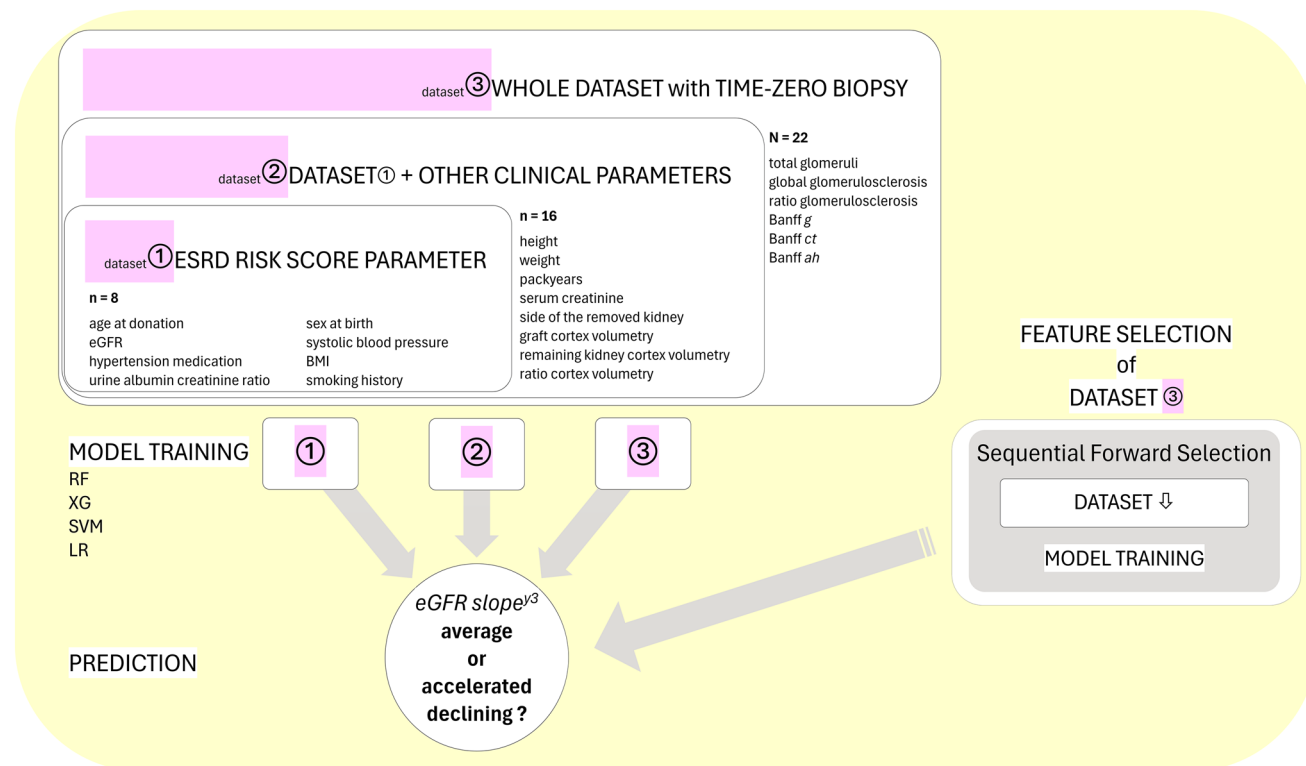 dataset③WHOLE DATASET with TIME-ZERO BIOPSY
N = 22
total glomeruli
global glomerulosclerosis
ratio glomerulosclerosis
Banff g
Banff ct
Banff ah
dataset②DATASET① + OTHER CLINICAL PARAMETERS
n = 16
height
weight
packyears
serum creatinine
side of the removed kidney
graft cortex volumetry
remaining kidney cortex volumetry
ratio cortex volumetry
dataset①ESRD RISK SCORE PARAMETER
n = 8
age at donation
eGFR
hypertension medication
urine albumin creatinine ratio
sex at birth
systolic blood pressure
BMI
smoking history
MODEL TRAINING
RF
XG
SVM
LR
①
②
③
FEATURE SELECTION
of
DATASET ③
Sequential Forward Selection
DATASET ⇩
MODEL TRAINING
PREDICTION
eGFR slopeʸ³
average
or
accelerated
declining ?